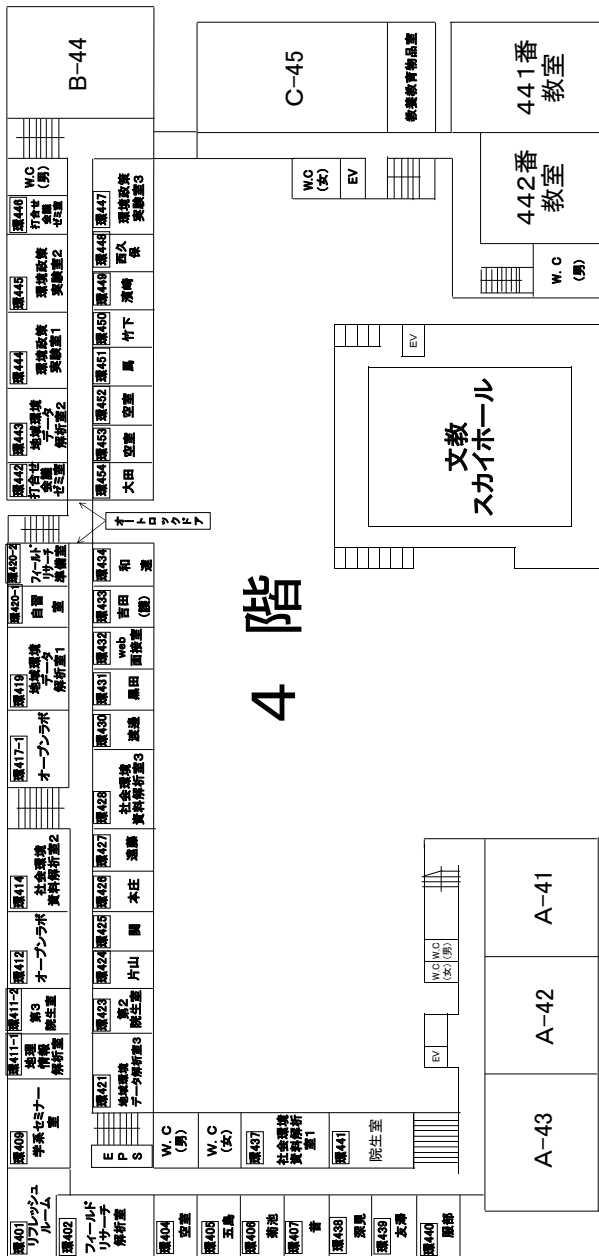 B-44
C-45
教養教育物品室
441番
教室
442番
教室
W.C
(男)
W.C
(女)
EV
W.C
(男)
環446
打合せ
会議
ゼミ室
環445
環境政策
実験室2
環444
環境政策
実験室1
環443
地域環境
データ
解析室2
環442
打合せ
会議
ゼミ室
環447
環境政策
実験室3
環448
西久
保
環449
濱崎
環450
竹下
環451
馬
環452
空室
環453
空室
環454
大田
オートロックドア
EV
文教
スカイホール
4 階
環420-2
フィールド
リサーチ
準備室
環420-1
自習
室
環419
地域環境
データ
解析室1
環417-1
オープンラボ
環434
和達
環433
吉田
(護)
環432
web
面接室
環431
黒田
環430
渡邉
環428
社会環境
資料解析室3
環427
遠藤
環426
本庄
環425
関
環424
片山
環423
第2
院生室
環421
地域環境
データ解析室3
環414
社会環境
資料解析室2
環412
オープンラボ
環411-2
第3
院生室
環411-1
地理
情報
解析室
環409
学系セミナー
室
環401
リフレッシュ
ルーム
環402
フィールド
リサーチ
解析室
EPS
W.C
(男)
W.C
(女)
環437
社会環境
資料解析
室1
環441
院生室
環404
空室
環405
五島
環406
菊池
環407
昔
環438
深見
環439
友澤
環440
服部
W.C
(女)
W.C
(男)
EV
A-41
A-42
A-43